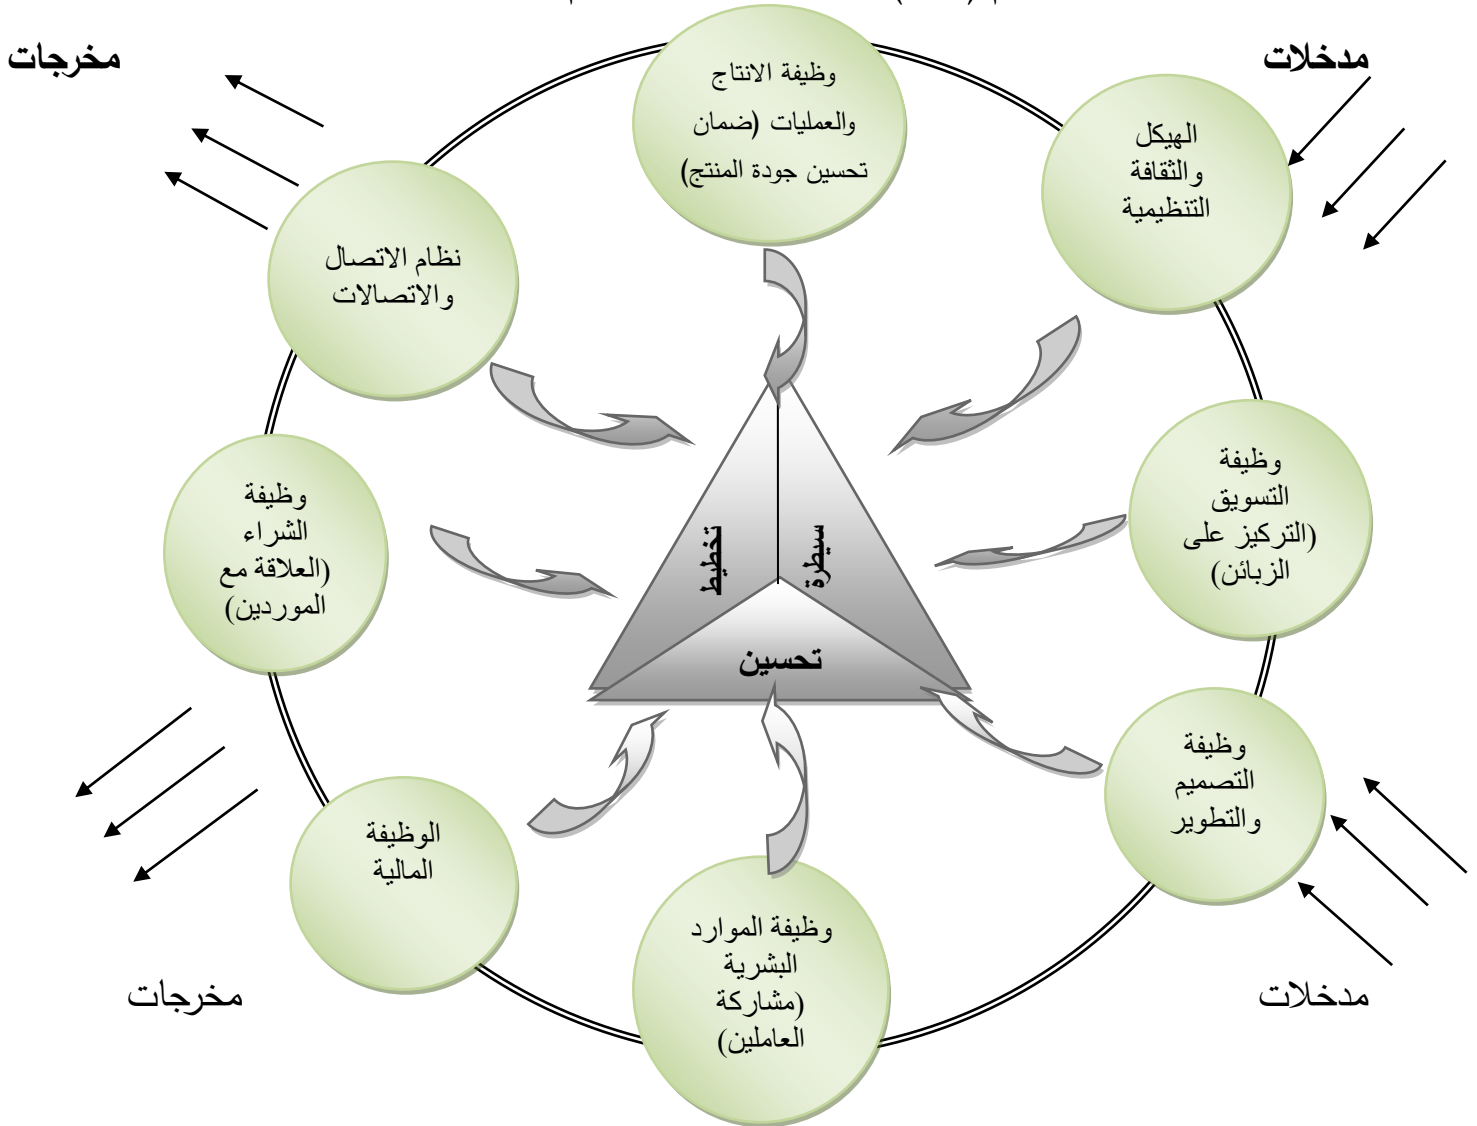 مدخلات
مخرجات
وظيفة الانتاج
والعمليات (ضمان
تحسين جودة المنتج)
الهيكل
والثقافة
التنظيمية
نظام الاتصال
والاتصالات
وظيفة
التسويق
(التركيز على
الزبائن)
وظيفة
الشراء
(العلاقة مع
الموردين)
سيطرة
تخطيط
تحسين
وظيفة
التصميم
والتطوير
الوظيفة
المالية
وظيفة الموارد
البشرية
(مشاركة
العاملين)
مدخلات
مخرجات